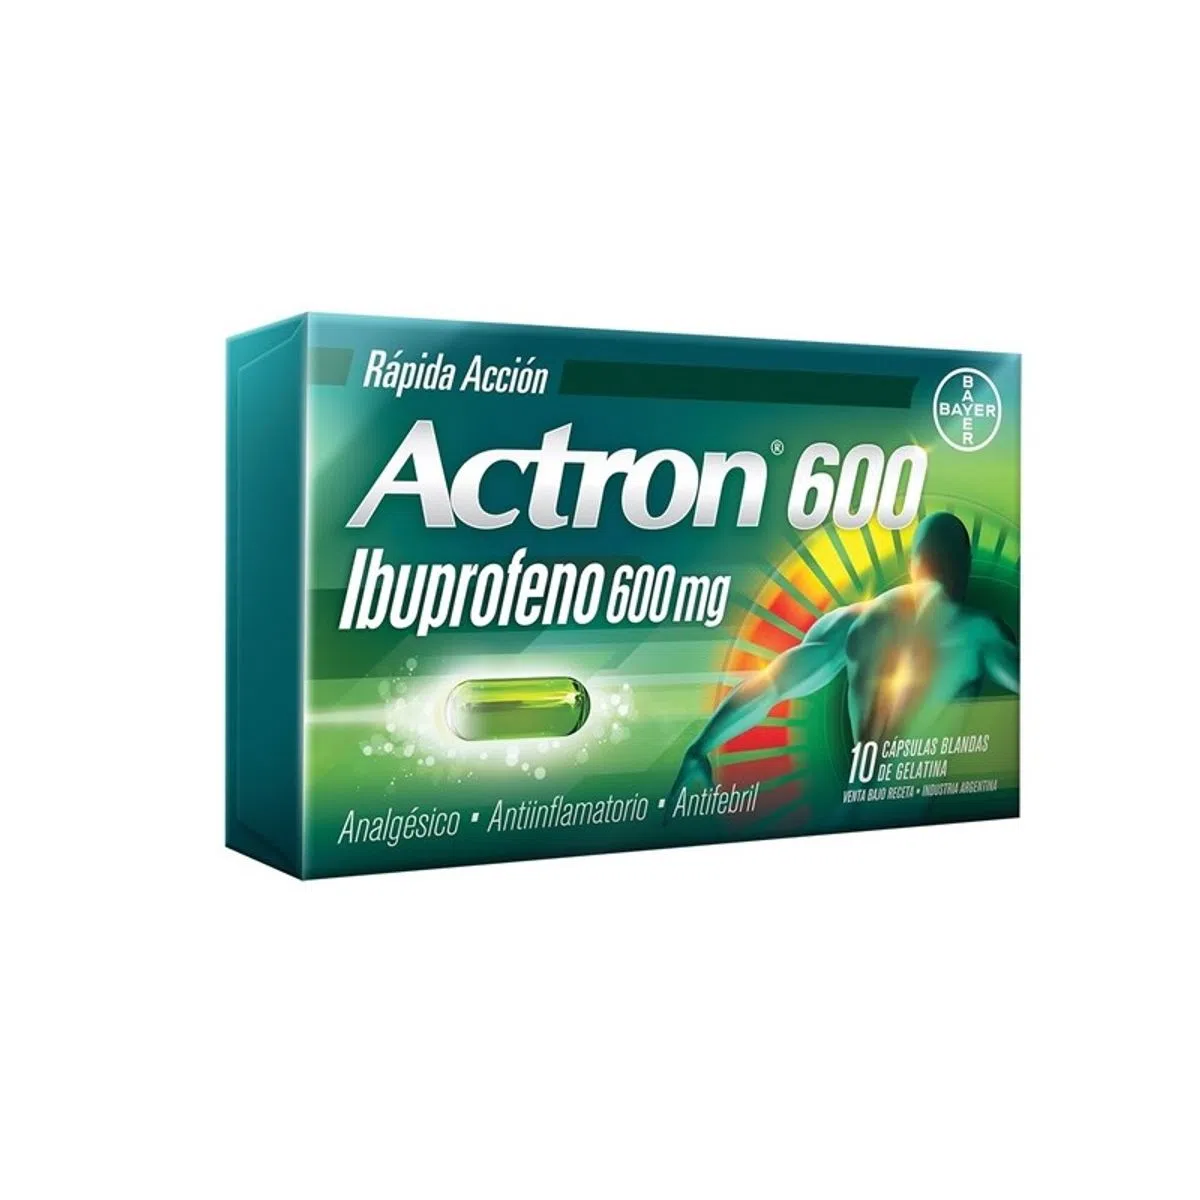 Rápida Acción
Actron® 600
Ibuprofeno 600 mg
BAYER
BAYER
10 CÁPSULAS BLANDAS
DE GELATINA
VENTA BAJO RECETA • INDUSTRIA ARGENTINA
Analgésico ▪ Antiinflamatorio ▪ Antifebril